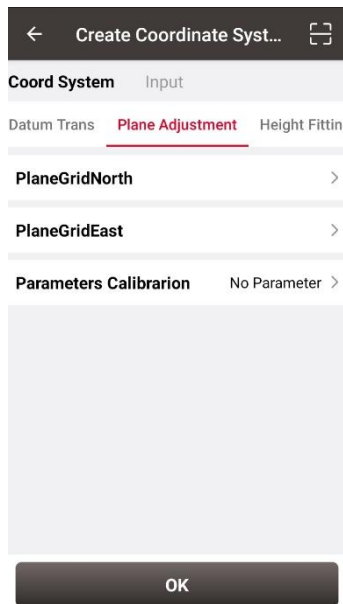 Create Coordinate Syst...
Coord System Input
Datum Trans Plane Adjustment Height Fittin
PlaneGridNorth
PlaneGridEast
Parameters Calibrarion No Parameter
OK